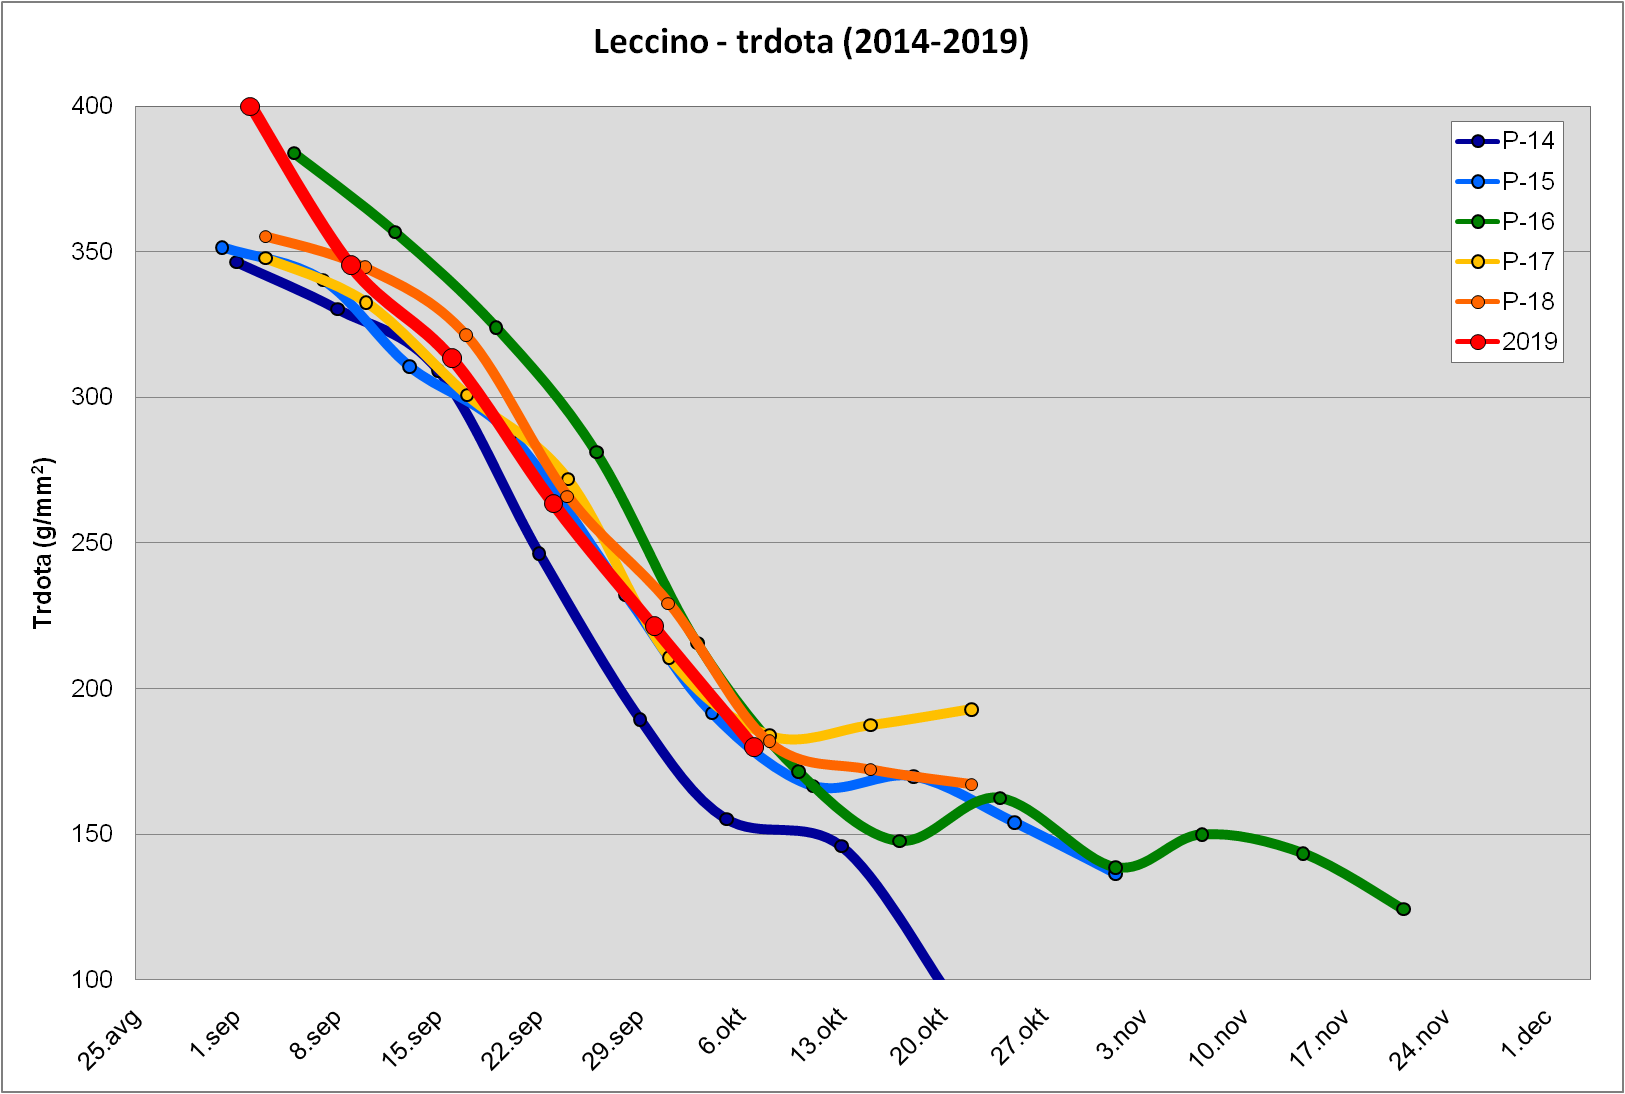 Leccino - trdota (2014-2019)
400
350
300
250
200
150
100
Trdota (g/mm²)
P-14
P-15
P-16
P-17
P-18
2019
25.avg
1.sep
8.sep
15.sep
22.sep
29.sep
6.okt
13.okt
20.okt
27.okt
3.nov
10.nov
17.nov
24.nov
1.dec